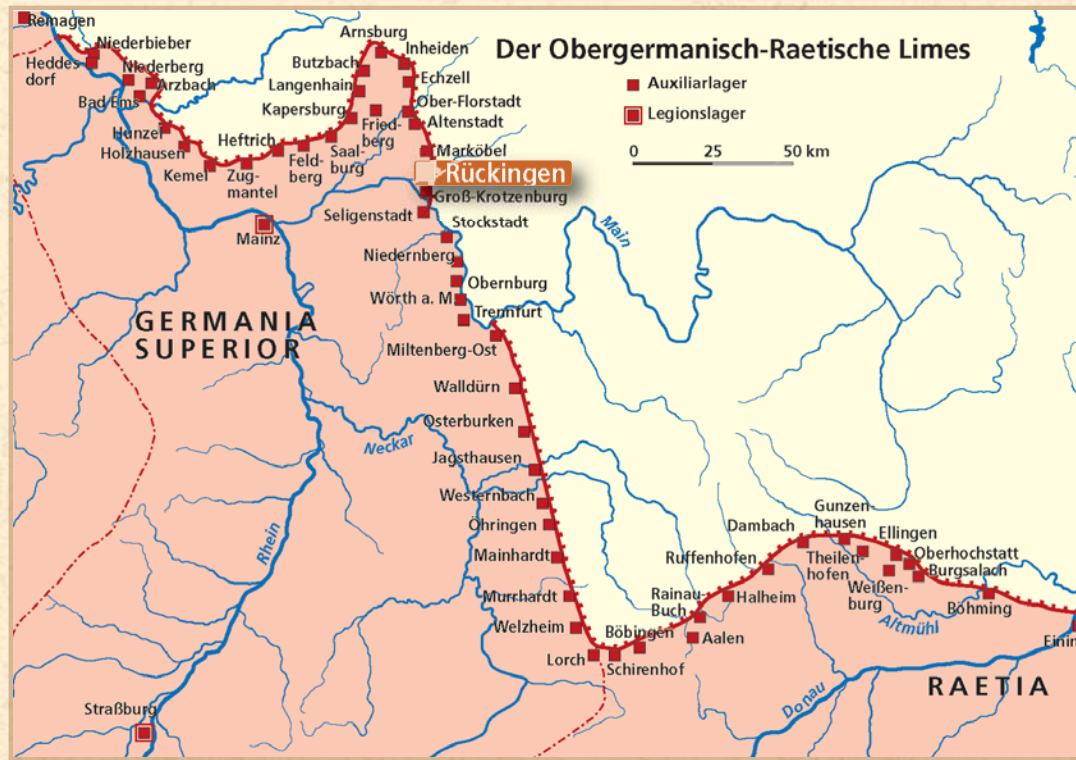 Der Obergermanisch-Raetische Limes
Auxiliarlager
Legionslager
0 25 50 km
Remagen
Niederbieber
Heddes
dorf
Niederberg
Arzbach
Bad Ems
Hunzel
Holzhausen
Kemel
Zug-
mantel
Heftrich
Feld-
berg
Saal-
burg
Kapersburg
Langenhain
Butzbach
Arnsburg
Inheiden
Echzell
Fried-
berg
Ober-Florstadt
Altenstadt
Marköbel
Rückingen
Groß-Krotzenburg
Seligenstadt
Stockstadt
Mainz
Niedernberg
Obernburg
Wörth a. M.
Trennfurt
Miltenberg-Ost
Main
GERMANIA
SUPERIOR
Walldürn
Osterburken
Neckar
Jagsthausen
Westernbach
Öhringen
Rhein
Mainhardt
Murrhardt
Welzheim
Lorch
Schirenhof
Böbingen
Aalen
Rainau-
Buch
Halheim
Ruffenhofen
Dambach
Gunzen-
hausen
Theilen-
hofen
Ellingen
Weißen-
burg
Oberhochstatt
Burgsalach
Böhming
Altmühl
Einin
RAETIA
Donau
Straßburg